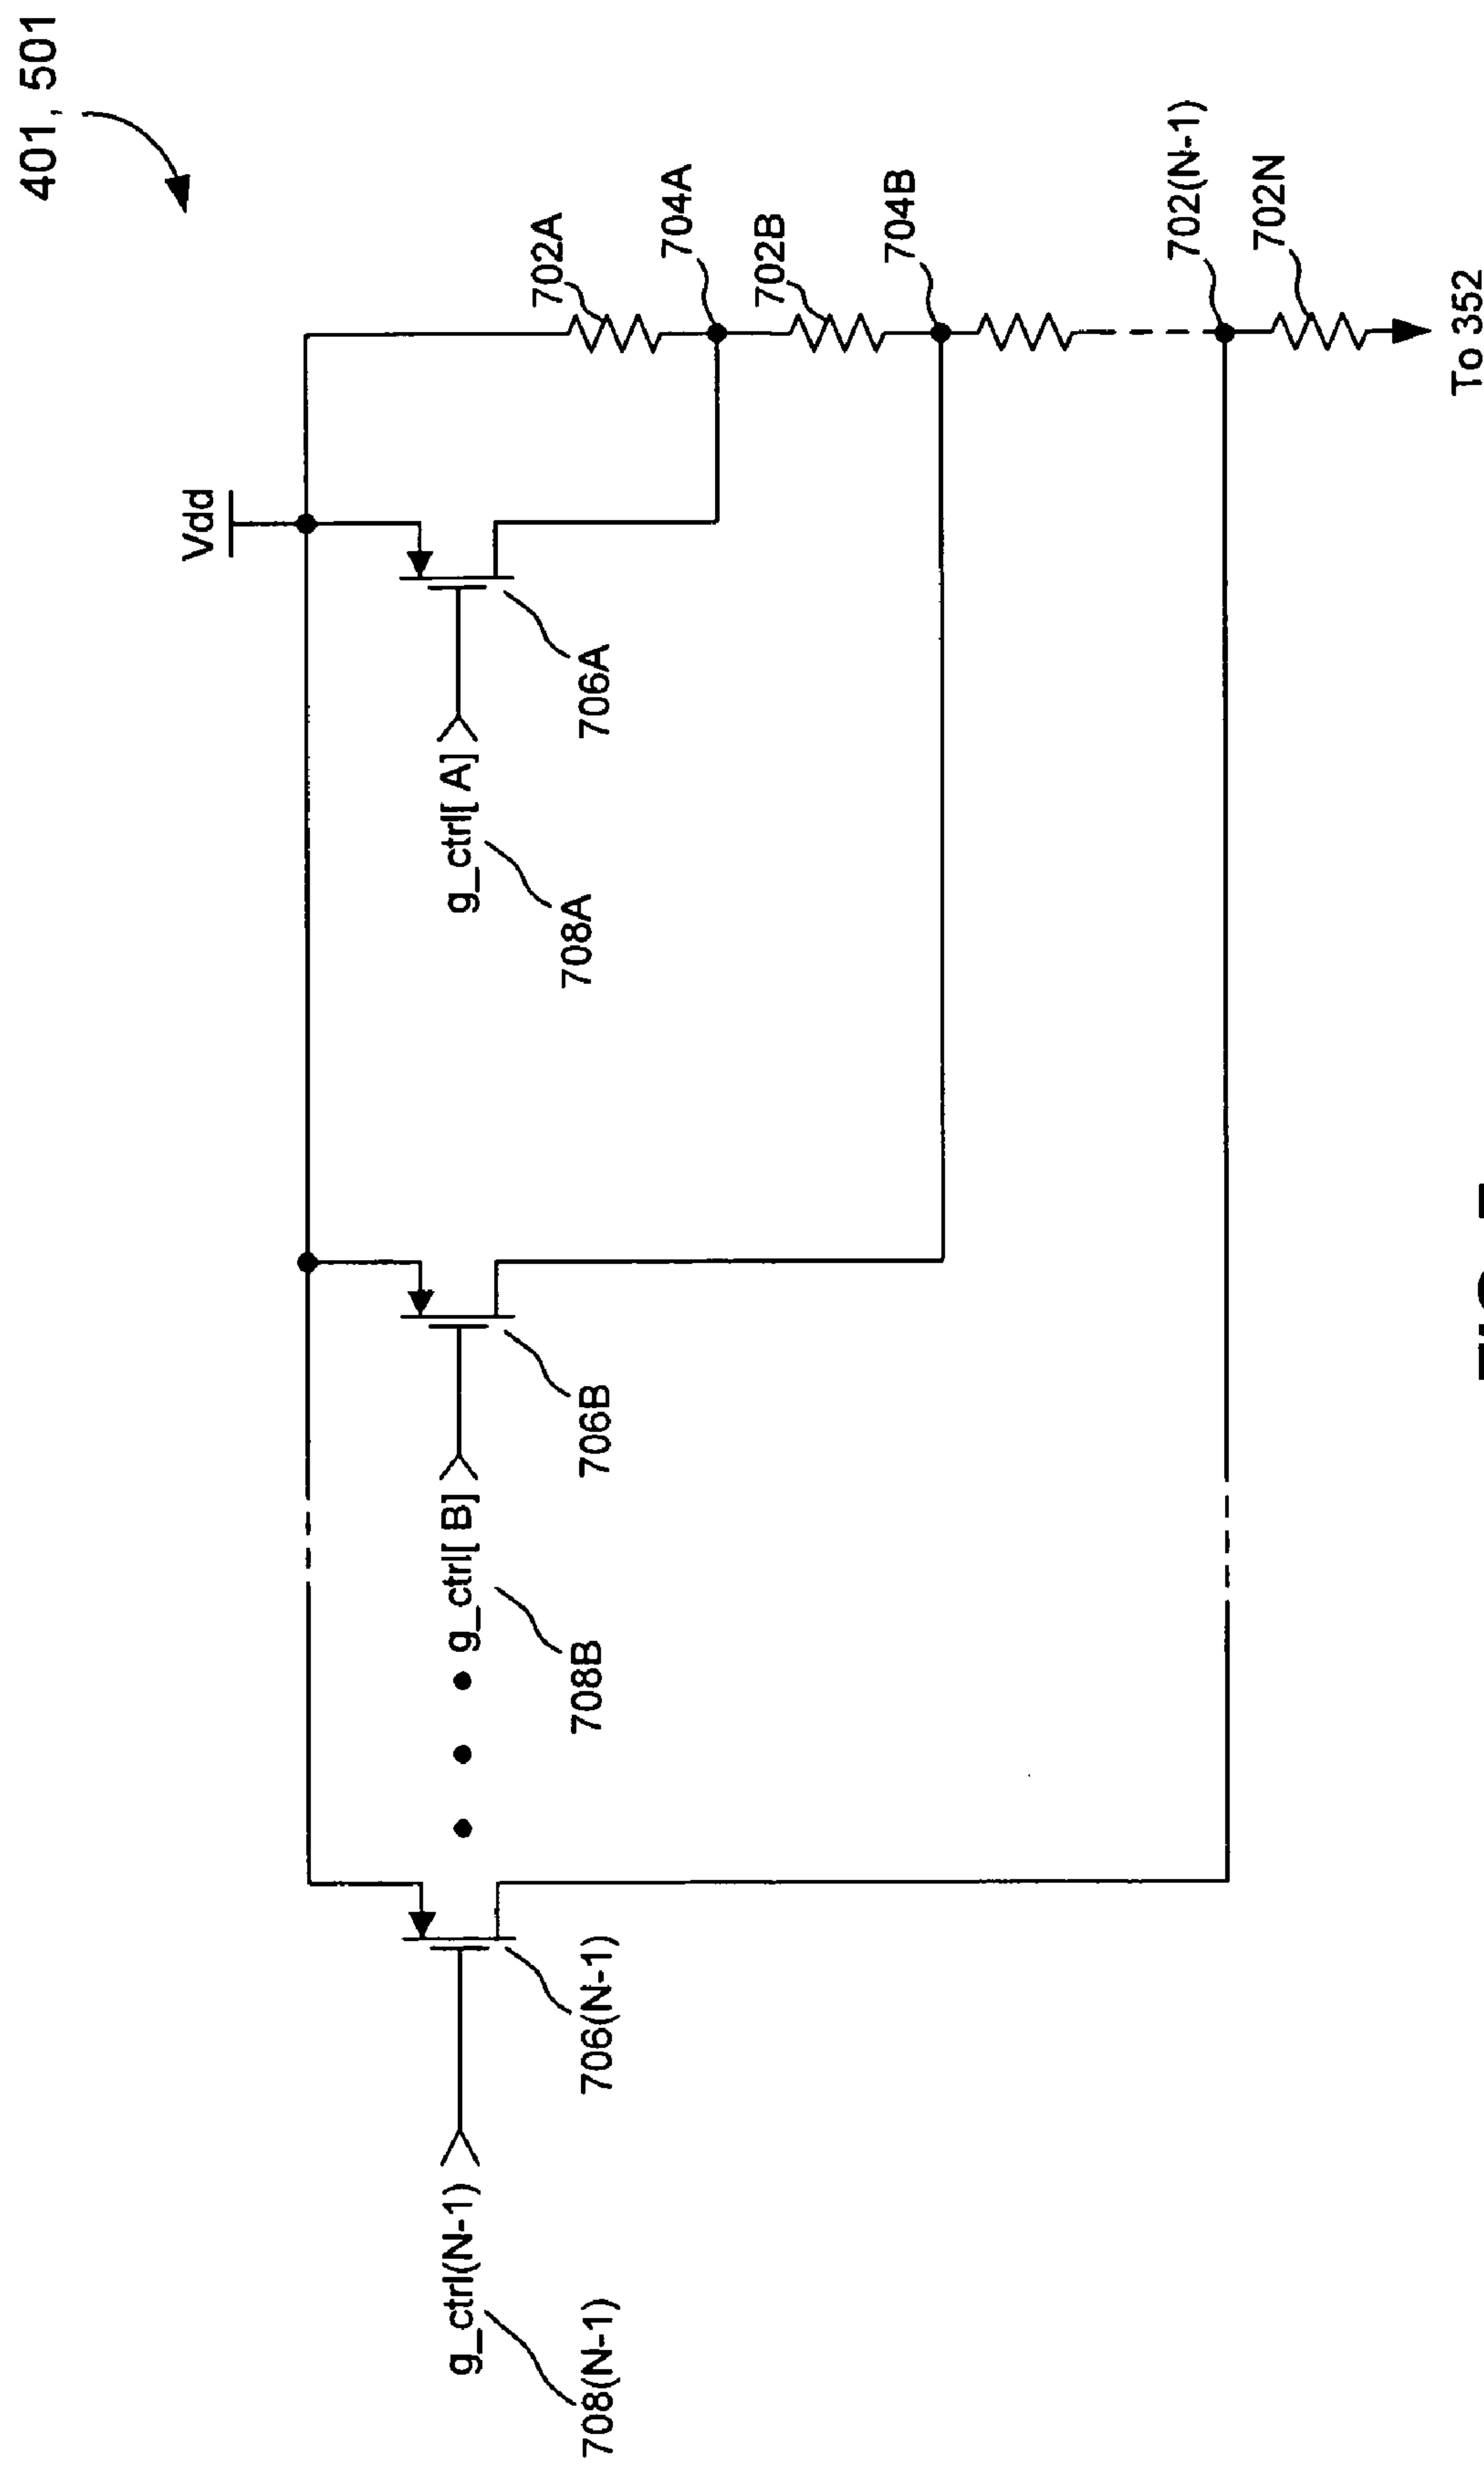 401, 501
Vdd
702A
704A
702B
704B
702(N-1)
702N
To 352
g_ctrl[ A]
706A
708A
g_ctrl[ B]
706B
708B
g_ctrl(N-1)
706(N-1)
708(N-1)